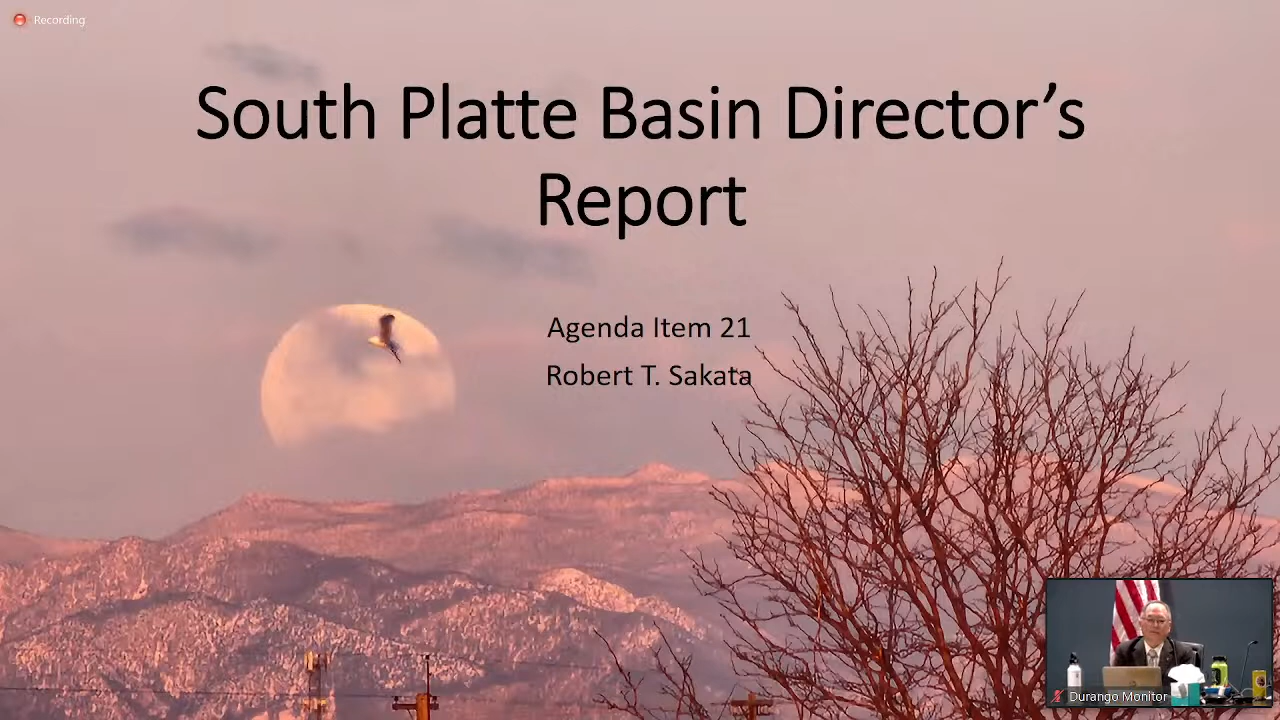 Recording
South Platte Basin Director’s
Report
Agenda Item 21
Robert T. Sakata
Durango Monitor